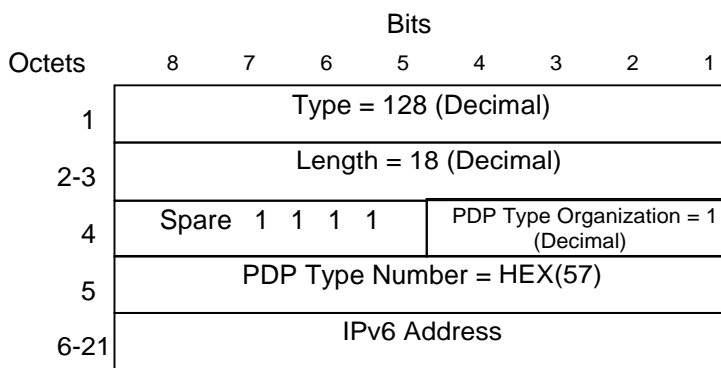 Bits
Octets 8 7 6 5 4 3 2 1
1 Type = 128 (Decimal)
2-3 Length = 18 (Decimal)
4 Spare 1 1 1 1 PDP Type Organization = 1
(Decimal)
5 PDP Type Number = HEX(57)
6-21 IPv6 Address